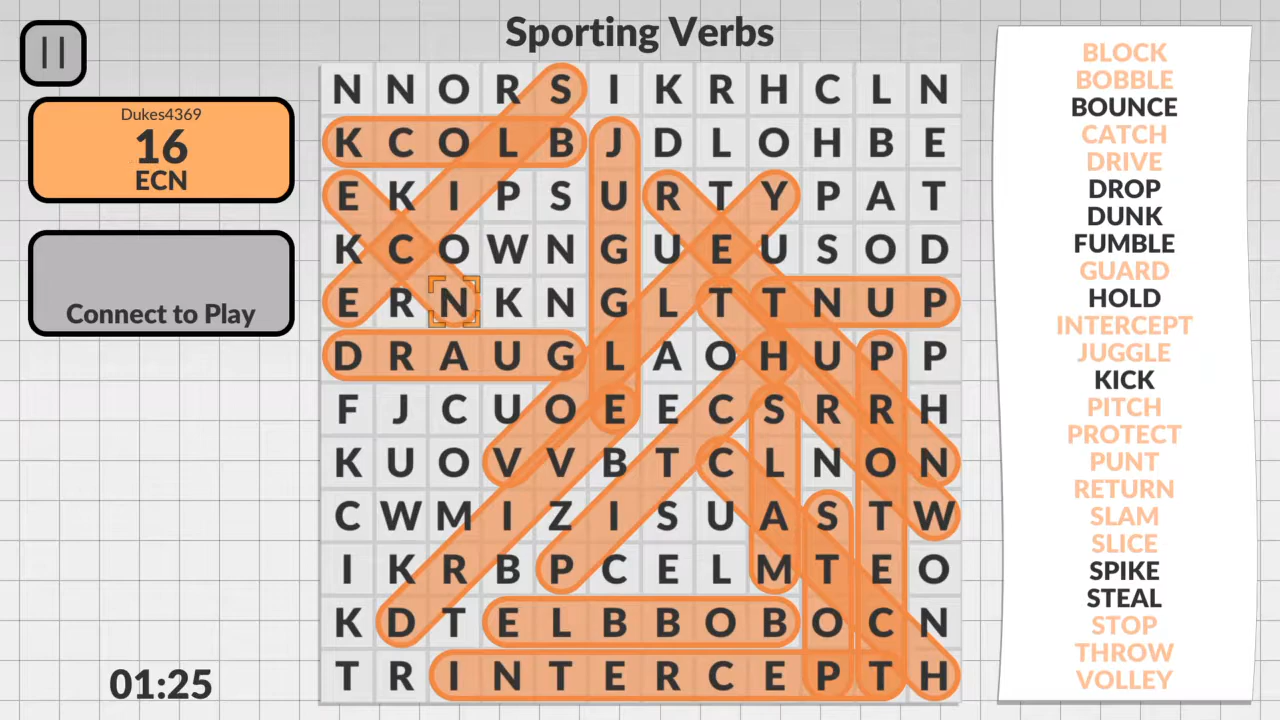 Sporting Verbs
Dukes4369
16
ECN
Connect to Play
01:25
N N O R S I K R H C L N
K C O L B J D L O H B E
E K I P S U R T Y P A T
K C O W N G U E U S O D
E R N K N G L T T N U P
D R A U G L A O H U P P
F J C U O E E C S R R H
K U O V V B T C L N O N
C W M I Z I S U A S T W
I K R B P C E L M T E O
K D T E L B B O B O C N
T R I N T E R C E P T H
BLOCK
BOBBLE
BOUNCE
CATCH
DRIVE
DROP
DUNK
FUMBLE
GUARD
HOLD
INTERCEPT
JUGGLE
KICK
PITCH
PROTECT
PUNT
RETURN
SLAM
SLICE
SPIKE
STEAL
STOP
THROW
VOLLEY